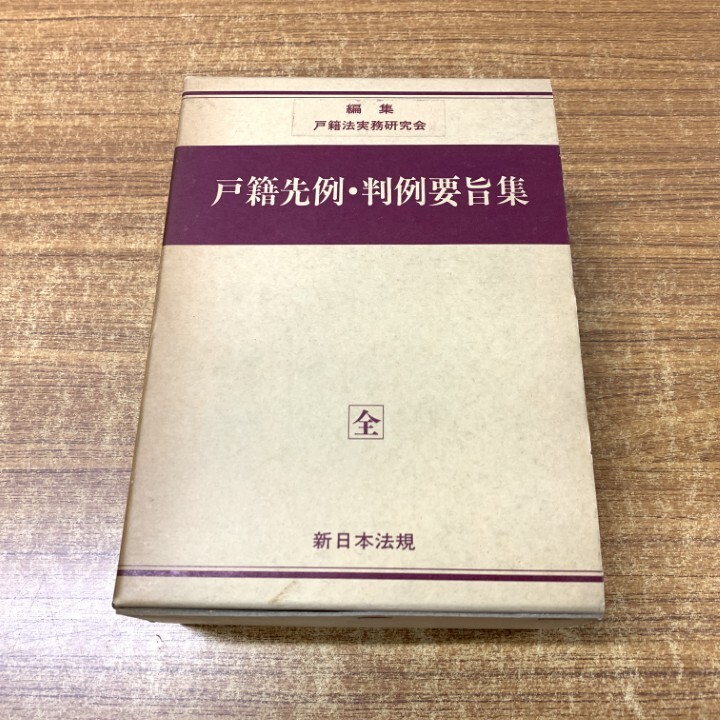 編 集
戸籍法実務研究会
戸籍先例・判例要旨集
全
新日本法規